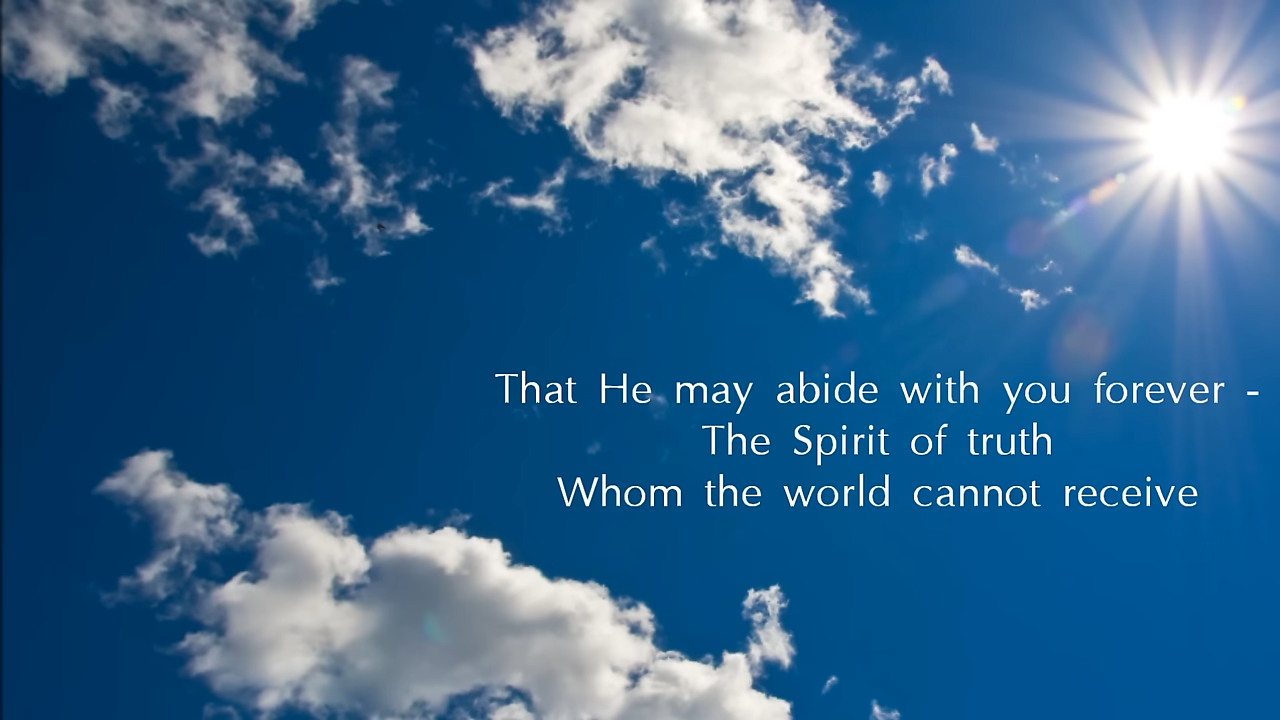 That He may abide with you forever -
The Spirit of truth
Whom the world cannot receive